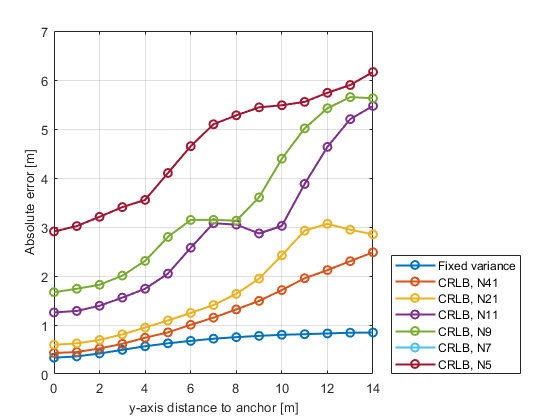 7
6
5
4
3
2
1
0
Absolute error [m]
0 2 4 6 8 10 12 14
y-axis distance to anchor [m]
Fixed variance
CRLB, N41
CRLB, N21
CRLB, N11
CRLB, N9
CRLB, N7
CRLB, N5